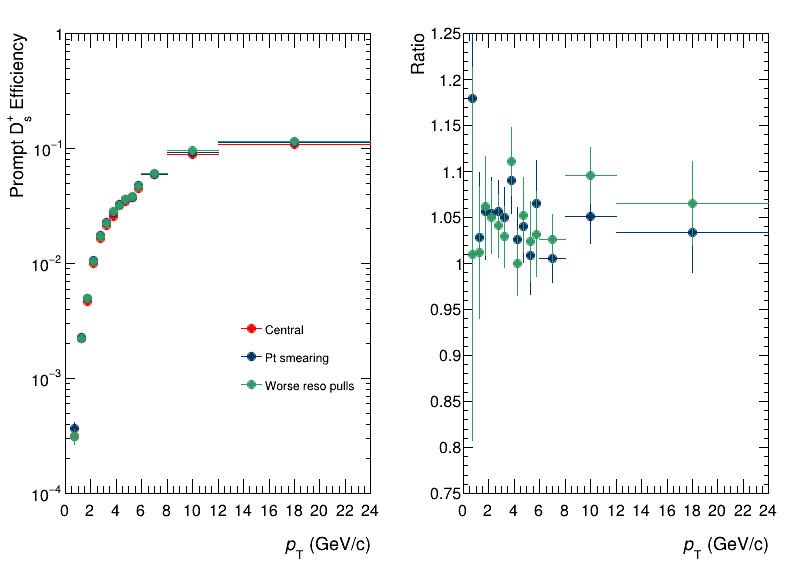 Prompt D_s^+ Efficiency
1
10^−1
10^−2
10^−3
10^−4
0 2 4 6 8 10 12 14 16 18 20 22 24
p_T (GeV/c)
Central
Pt smearing
Worse reso pulls
Ratio
1.25
1.2
1.15
1.1
1.05
1
0.95
0.9
0.85
0.8
0.75
0 2 4 6 8 10 12 14 16 18 20 22 24
p_T (GeV/c)